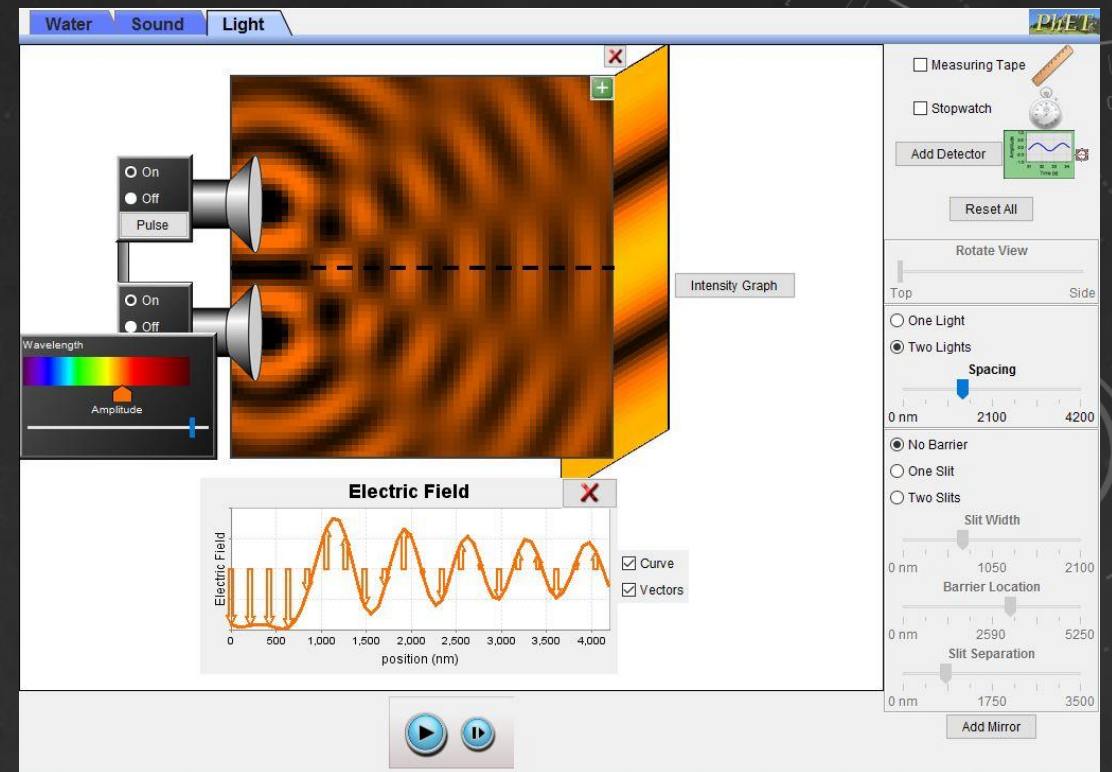 Water Sound Light
PhET
Measuring Tape
Stopwatch
Add Detector
Reset All
Rotate View
Top Side
One Light
Two Lights
Spacing
0 nm 2100 4200
No Barrier
One Slit
Two Slits
Slit Width
0 nm 1050 2100
Barrier Location
0 nm 2590 5250
Slit Separation
0 nm 1750 3500
Add Mirror
On
Off
Pulse
On
Off
Wavelength
Amplitude
Intensity Graph
Electric Field
Electric Field
Curve
Vectors
0 500 1,000 1,500 2,000 2,500 3,000 3,500 4,000
position (nm)